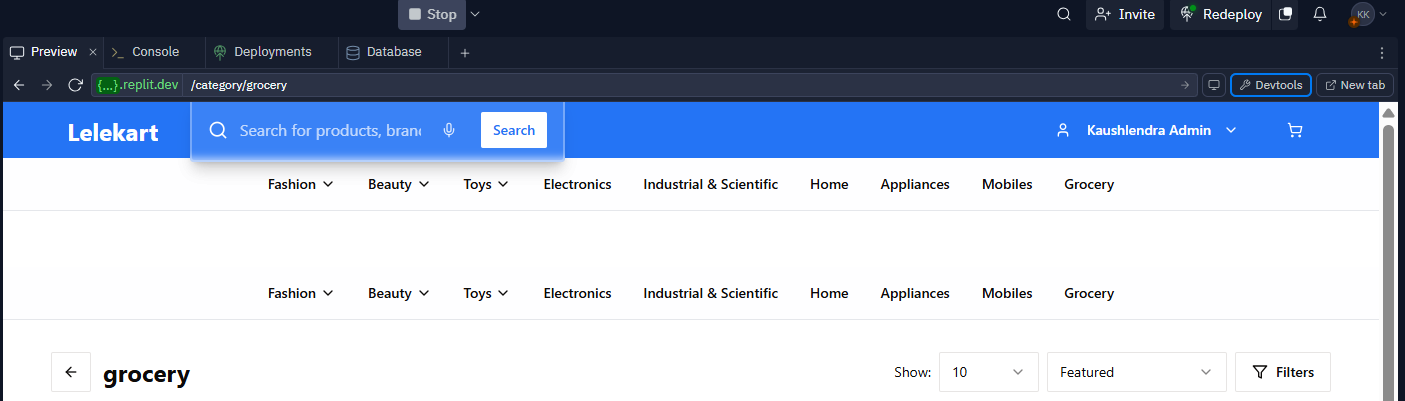 Stop
Invite
Redeploy
KK
Preview
Console
Deployments
Database
{...}.replit.dev /category/grocery
Devtools
New tab
Lelekart
Search for products, bran
Search
Kaushlendra Admin
Fashion Beauty Toys Electronics Industrial & Scientific Home Appliances Mobiles Grocery
Fashion Beauty Toys Electronics Industrial & Scientific Home Appliances Mobiles Grocery
grocery
Show: 10
Featured
Filters